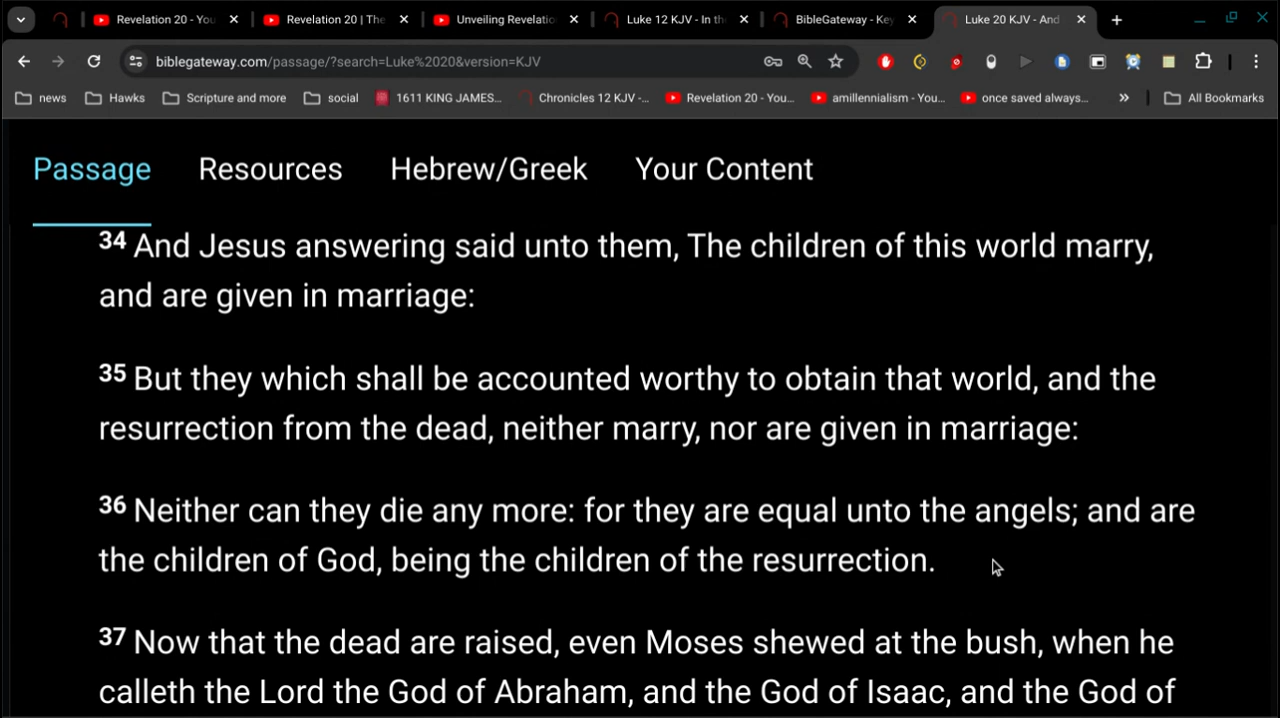 Revelation 20 - You
Revelation 20 | The
Unveiling Revelatio
Luke 12 KJV - In th
BibleGateway - Key
Luke 20 KJV - And
biblegateway.com/passage/?search=Luke%2020&version=KJV
news
Hawks
Scripture and more
social
1611 KING JAMES...
Chronicles 12 KJV -...
Revelation 20 - You...
amillennialism - You...
once saved always...
All Bookmarks
Passage
Resources
Hebrew/Greek
Your Content
34 And Jesus answering said unto them, The children of this world marry,
and are given in marriage:
35 But they which shall be accounted worthy to obtain that world, and the
resurrection from the dead, neither marry, nor are given in marriage:
36 Neither can they die any more: for they are equal unto the angels; and are
the children of God, being the children of the resurrection.
37 Now that the dead are raised, even Moses shewed at the bush, when he
calleth the Lord the God of Abraham, and the God of Isaac, and the God of